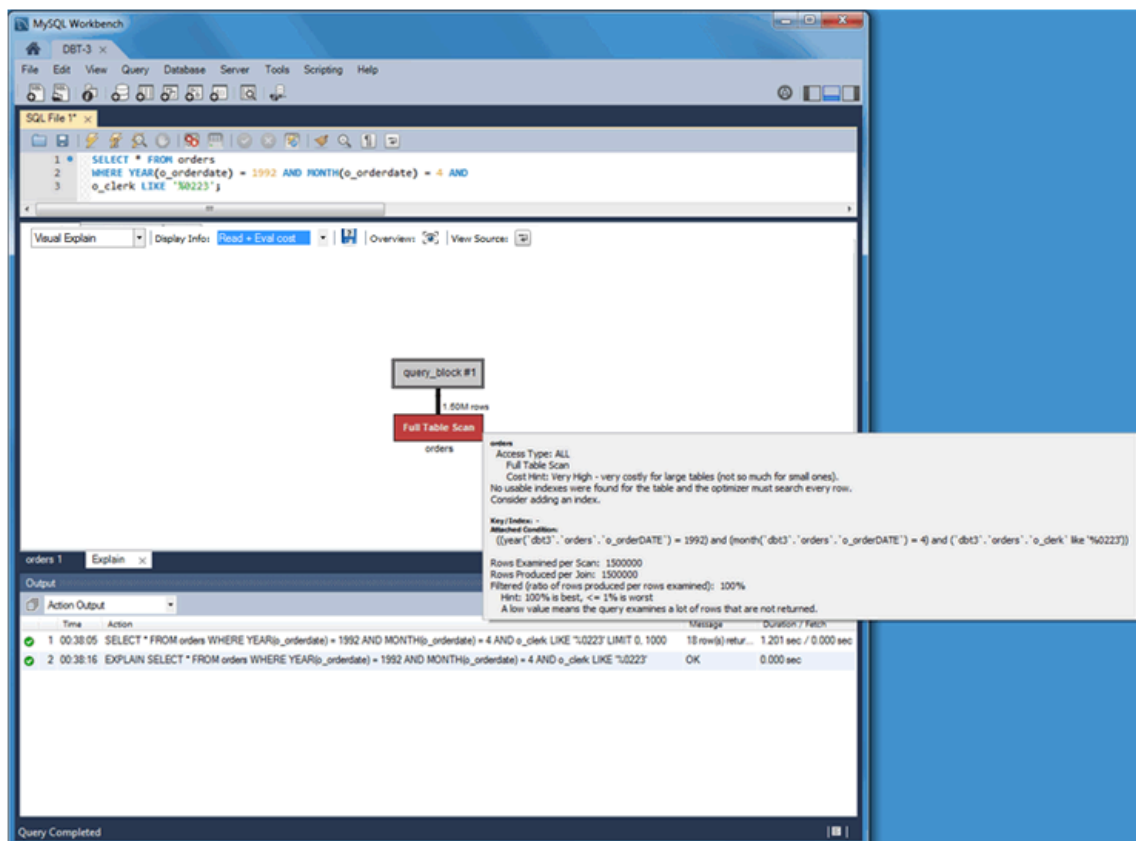 MySQL Workbench
DBT-3
File Edit View Query Database Server Tools Scripting Help
SQL File 1*
1 SELECT * FROM orders
2 WHERE YEAR(o_orderdate) = 1992 AND MONTH(o_orderdate) = 4 AND
3 o_clerk LIKE '%0223';
Visual Explain Display Info: Read + Eval cost Overview: View Source:
query_block #1
1.50M rows
Full Table Scan
orders
orders
Access Type: ALL
Full Table Scan
Cost Hint: Very High - very costly for large tables (not so much for small ones).
No usable indexes were found for the table and the optimizer must search every row.
Consider adding an index.
Key/Index: -
Attached Condition:
((year(`dbt3`.`orders`.`o_orderDATE`) = 1992) and (month(`dbt3`.`orders`.`o_orderDATE`) = 4) and (`dbt3`.`orders`.`o_clerk` like '%0223'))
Rows Examined per Scan: 1500000
Rows Produced per Join: 1500000
Filtered (ratio of rows produced per rows examined): 100%
Hint: 100% is best, <= 1% is worst
A low value means the query examines a lot of rows that are not returned.
orders 1 Explain
Output
Action Output
Time Action Message Duration / Fetch
1 00:38:05 SELECT * FROM orders WHERE YEAR(o_orderdate) = 1992 AND MONTH(o_orderdate) = 4 AND o_clerk LIKE '%0223' LIMIT 0, 1000 18 row(s) retur... 1.201 sec / 0.000 sec
2 00:38:16 EXPLAIN SELECT * FROM orders WHERE YEAR(o_orderdate) = 1992 AND MONTH(o_orderdate) = 4 AND o_clerk LIKE '%0223' OK 0.000 sec
Query Completed